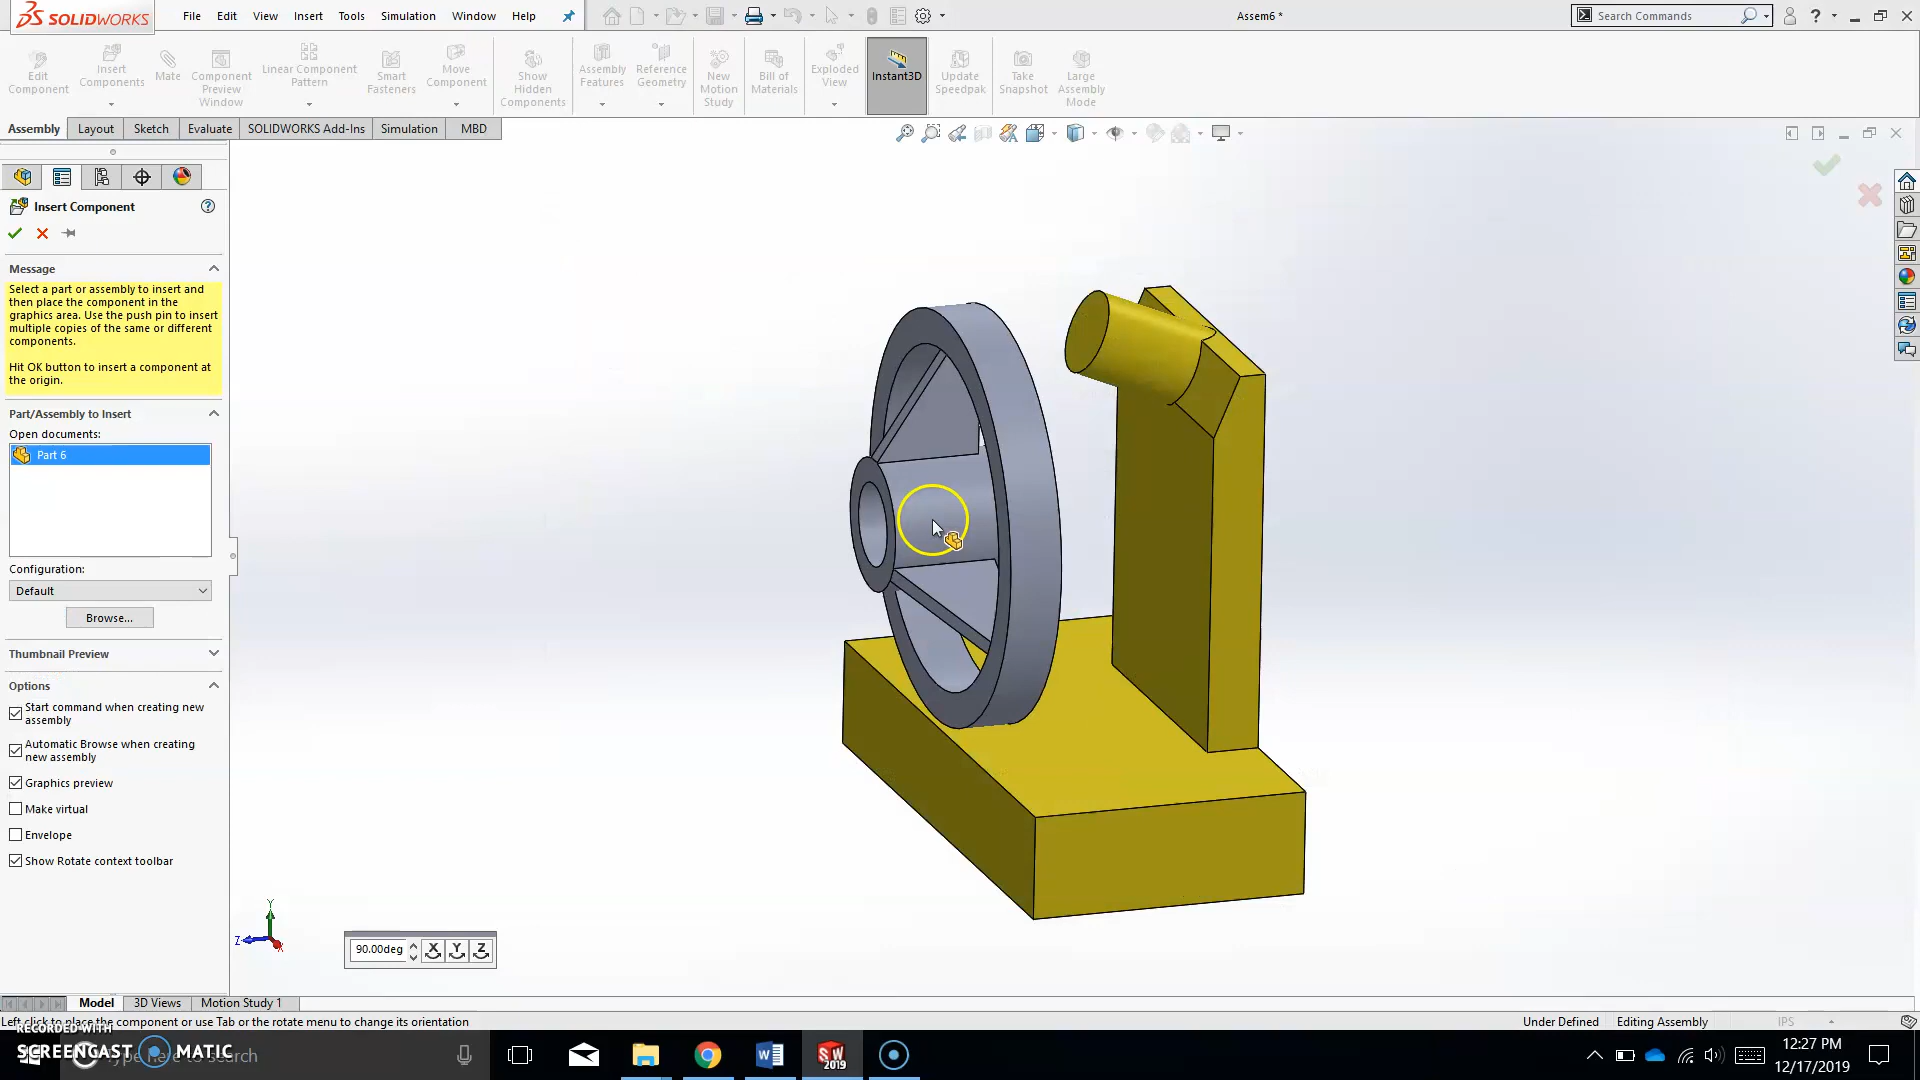 SOLIDWORKS
File Edit View Insert Tools Simulation Window Help
Assem6 *
Search Commands
?
Edit Component
Insert Components
Mate
Component Preview Window
Linear Component Pattern
Smart Fasteners
Move Component
Show Hidden Components
Assembly Features
Reference Geometry
New Motion Study
Bill of Materials
Exploded View
Instant3D
Update Speedpak
Take Snapshot
Large Assembly Mode
Assembly Layout Sketch Evaluate SOLIDWORKS Add-Ins Simulation MBD
Insert Component
?
Message
Select a part or assembly to insert and
then place the component in the
graphics area. Use the push pin to insert
multiple copies of the same or different
components.
Hit OK button to insert a component at
the origin.
Part/Assembly to Insert
Open documents:
Part 6
Configuration:
Default
Browse...
Thumbnail Preview
Options
Start command when creating new
assembly
Automatic Browse when creating
new assembly
Graphics preview
Make virtual
Envelope
Show Rotate context toolbar
Y
Z
X
90.00deg X Y Z
Model 3D Views Motion Study 1
Left click to place the component or use Tab or the rotate menu to change its orientation
Under Defined Editing Assembly IPS
RECORDED WITH
SCREENCAST MATIC
Type here to search
SW
2019
12:27 PM
12/17/2019